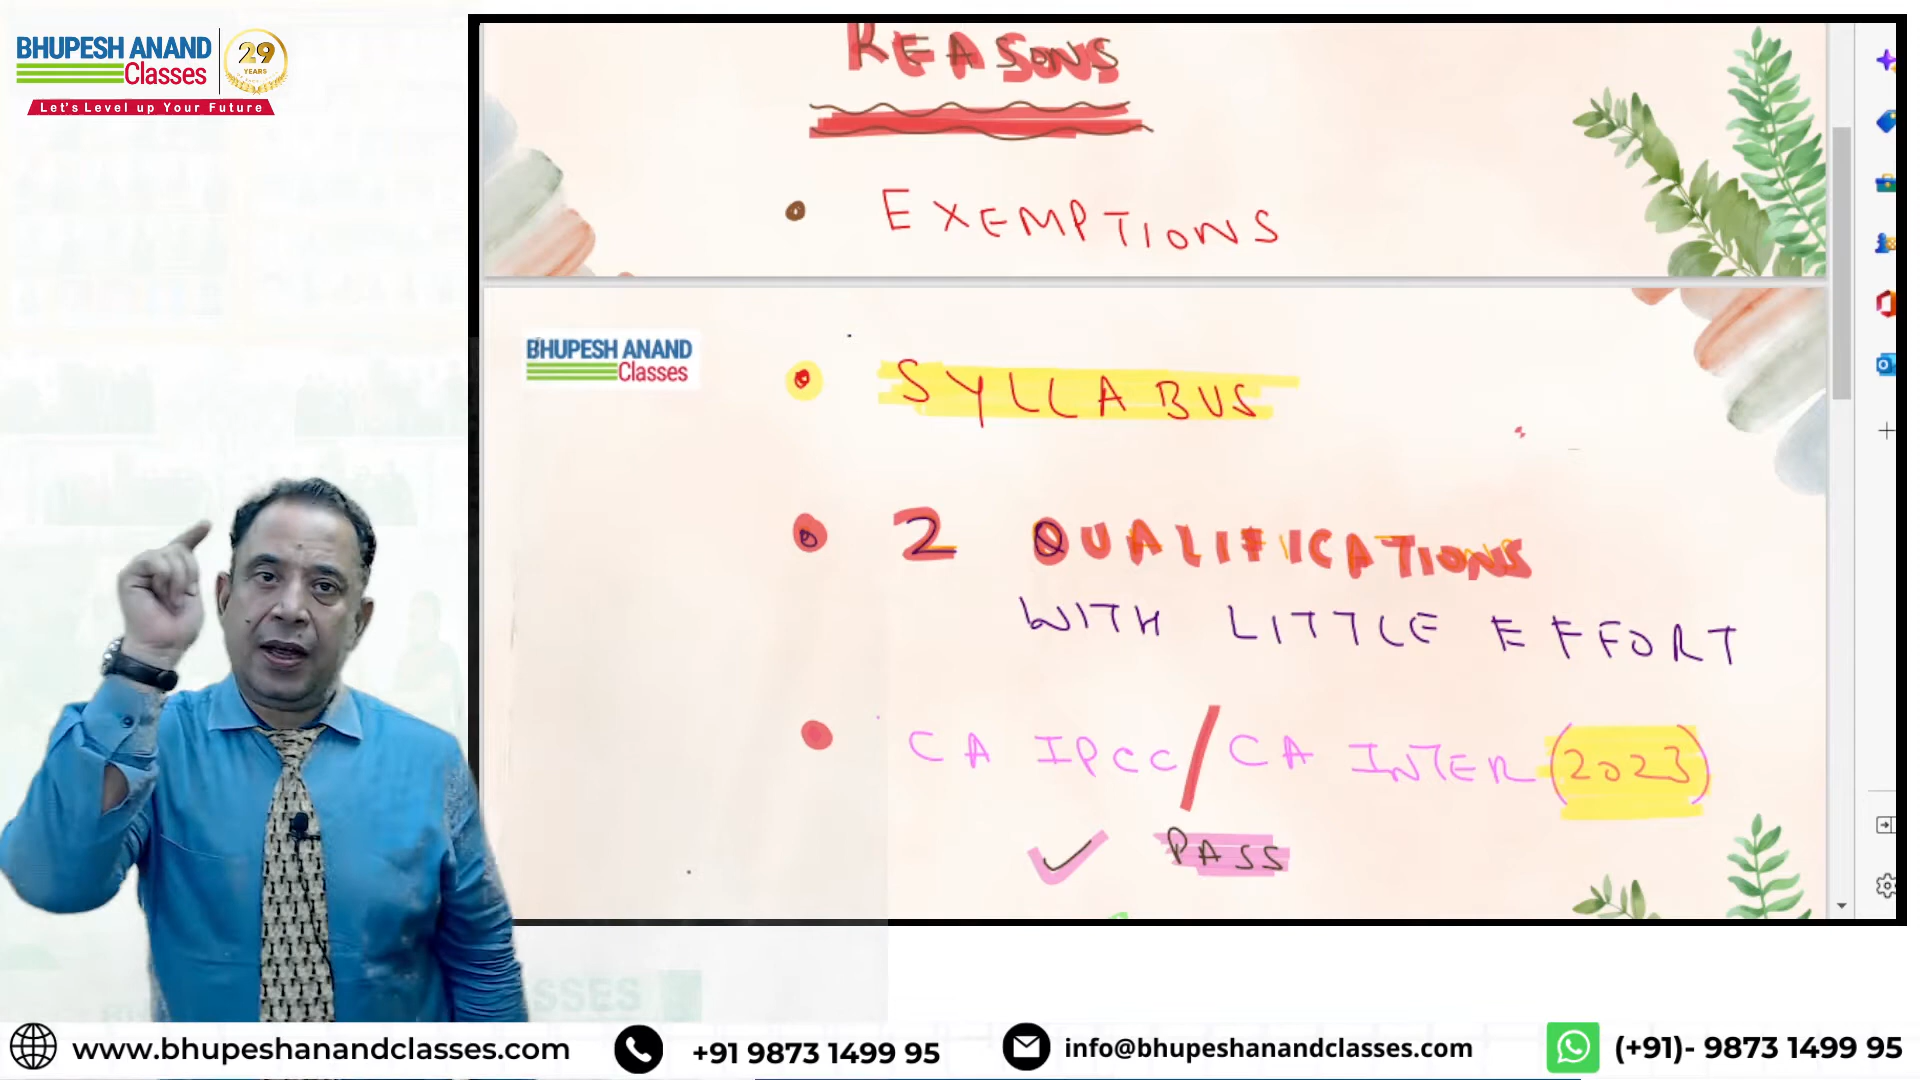 BHUPESH ANAND
Classes
29
YEARS
Let's Level up Your Future
REASONS
EXEMPTIONS
BHUPESH ANAND
Classes
SYLLABUS
2 QUALIFICATIONS
WITH LITTLE EFFORT
CA IPCC / CA INTER (2023)
PASS
SSES
www.bhupeshanandclasses.com
+91 9873 1499 95
info@bhupeshanandclasses.com
(+91)- 9873 1499 95